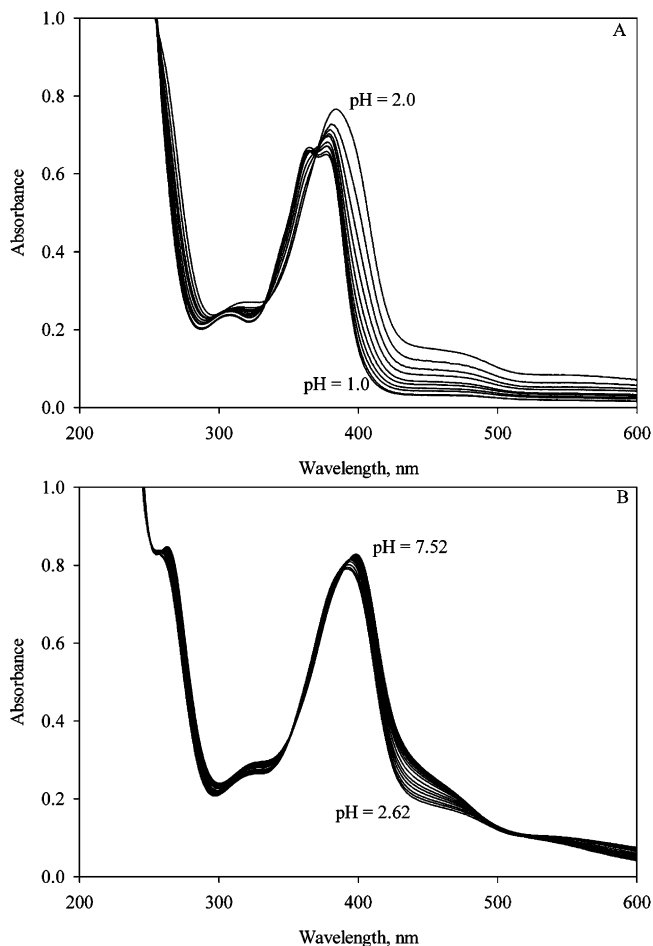 A
1.0
pH = 2.0
0.8
0.6
Absorbance
0.4
0.2
pH = 1.0
0.0
200 300 400 500 600
Wavelength, nm
B
1.0
pH = 7.52
0.8
0.6
Absorbance
0.4
0.2
pH = 2.62
0.0
200 300 400 500 600
Wavelength, nm